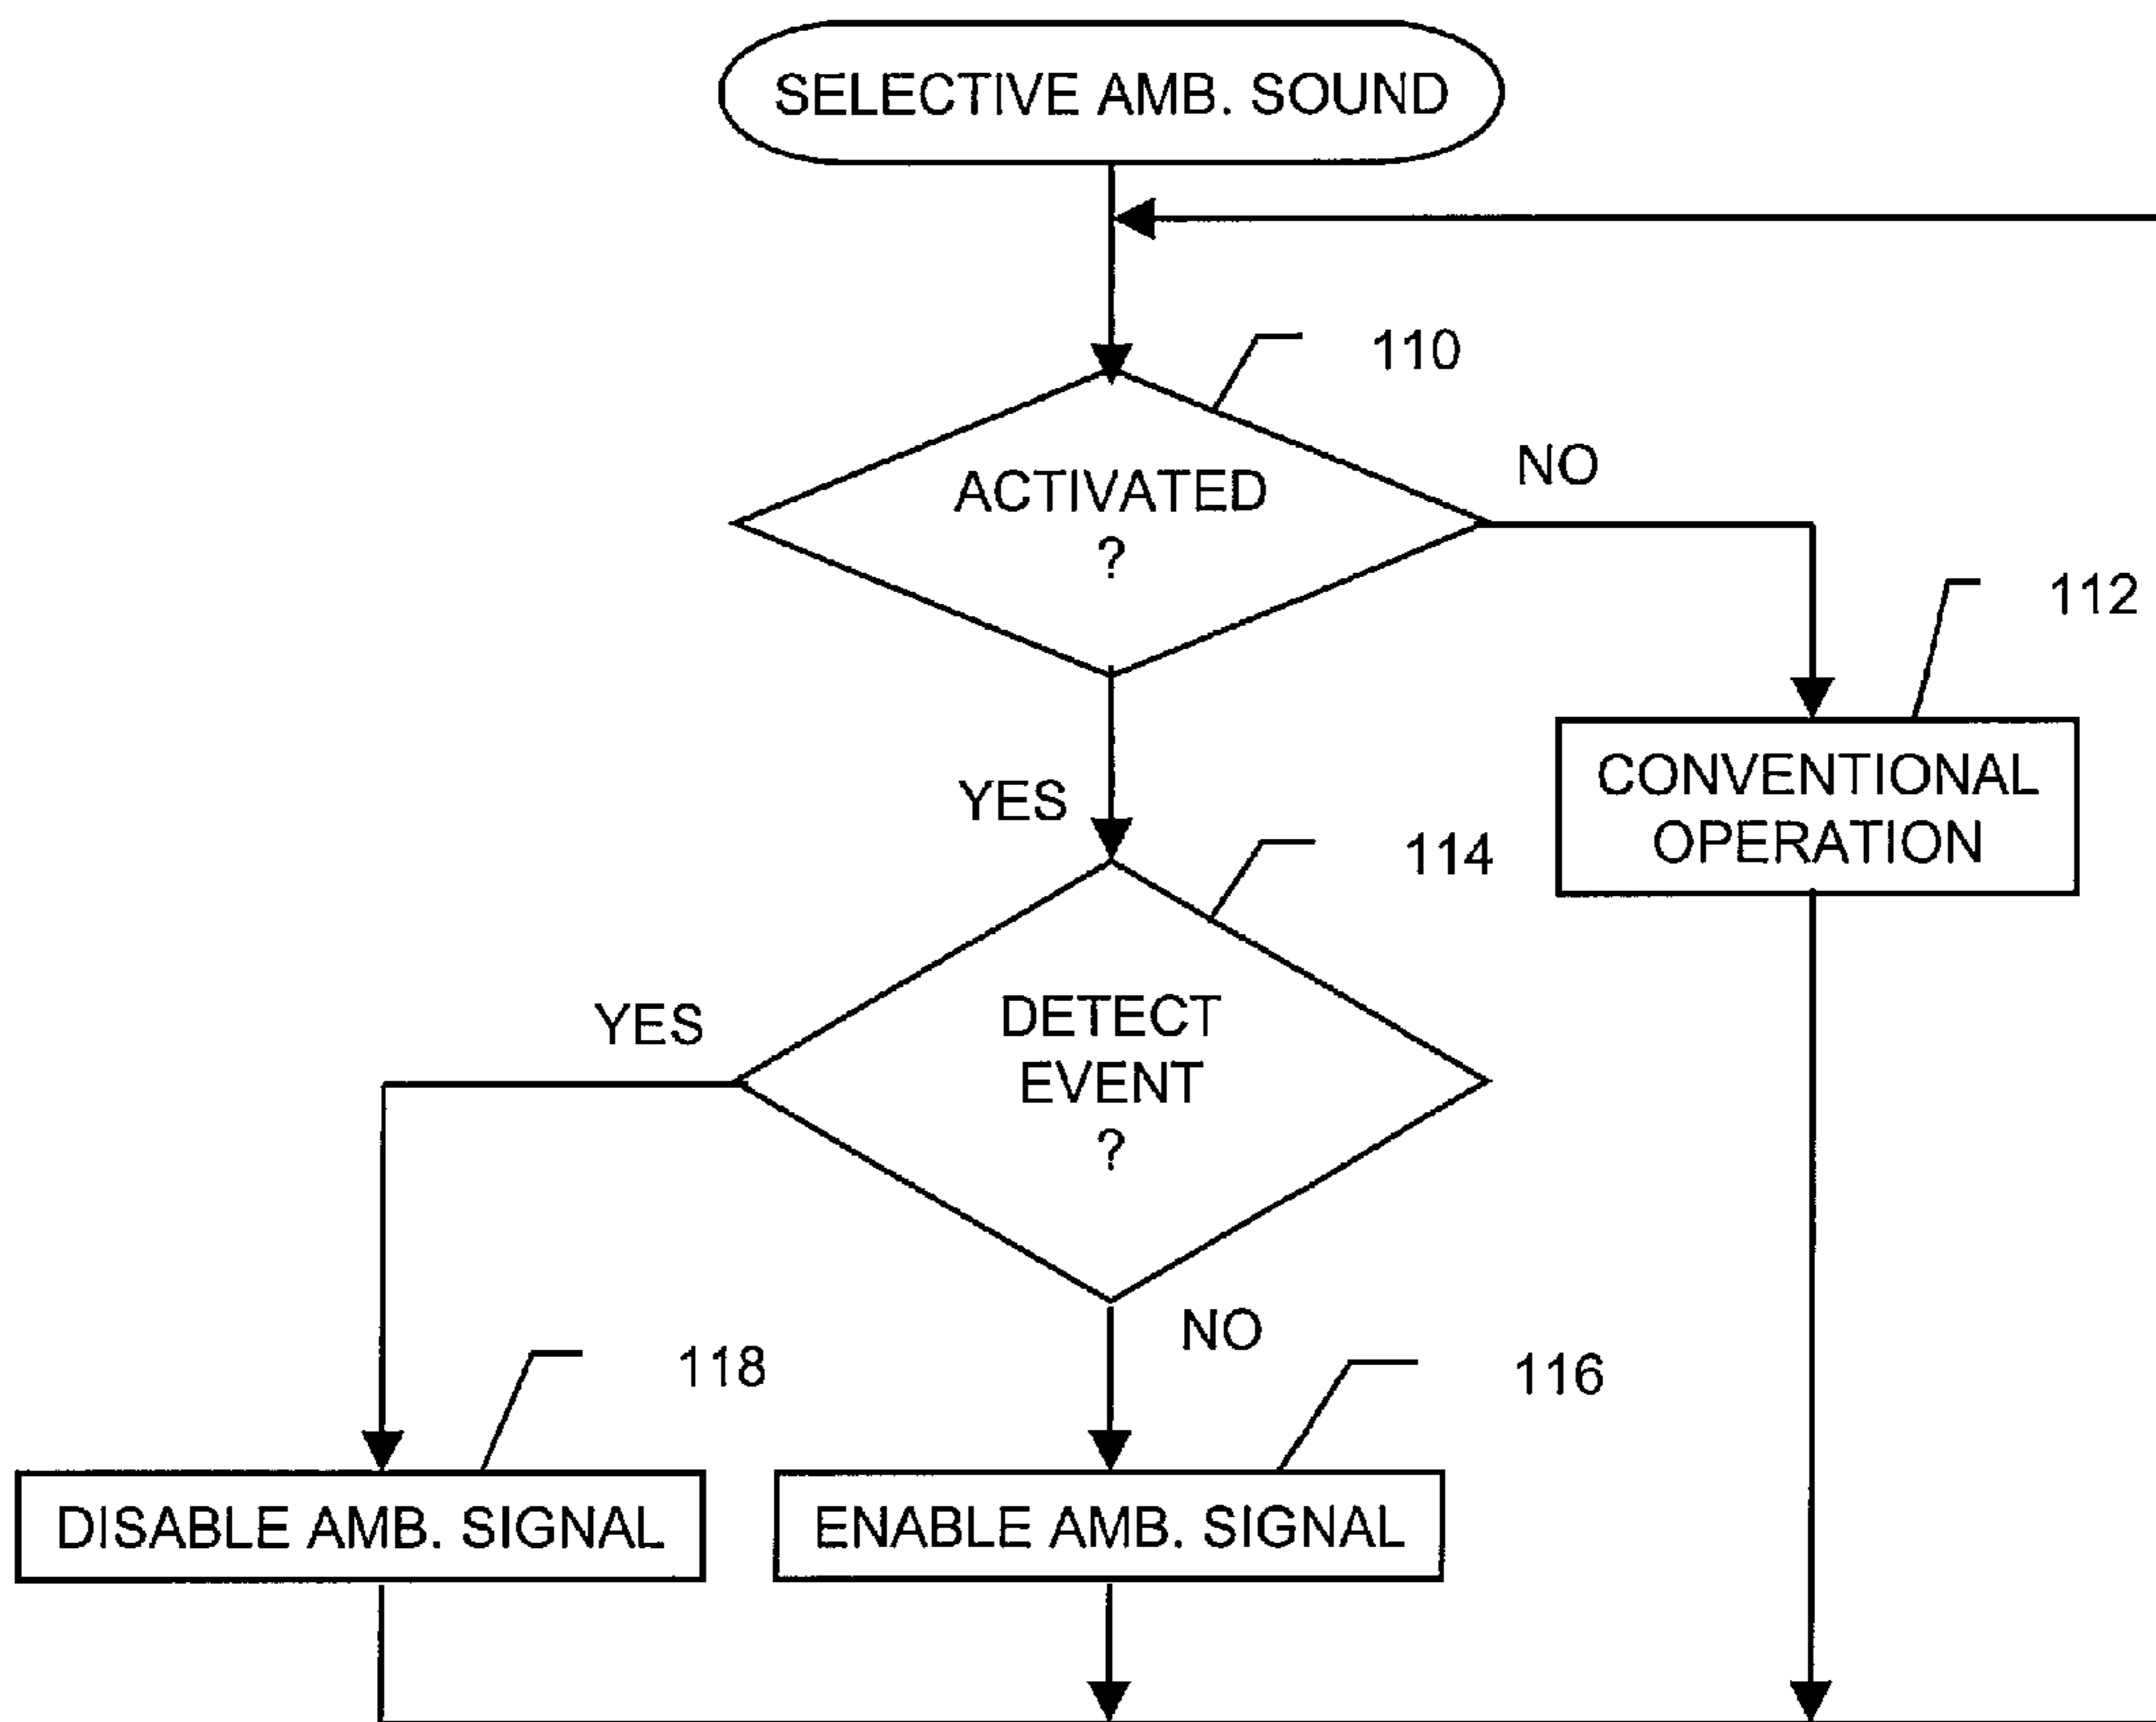 SELECTIVE AMB. SOUND
110
ACTIVATED
?
NO
112
CONVENTIONAL
OPERATION
YES
114
DETECT
EVENT
?
YES
NO
118
116
DISABLE AMB. SIGNAL
ENABLE AMB. SIGNAL